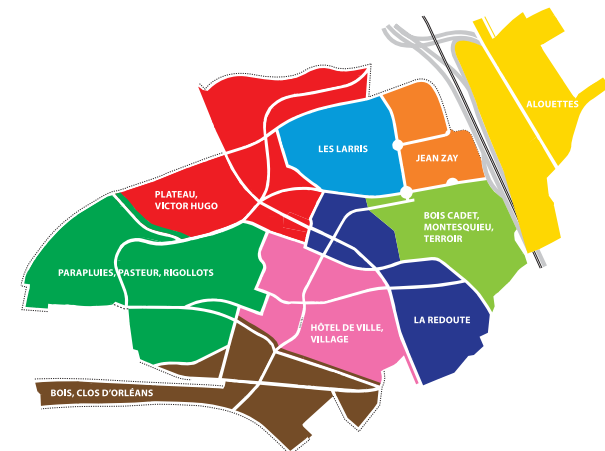 ALOUETTES
LES LARRIS
JEAN ZAY
PLATEAU,
VICTOR HUGO
BOIS CADET,
MONTESQUIEU,
TERROIR
PARAPLUIES, PASTEUR, RIGOLLOTS
LA REDOUTE
HÔTEL DE VILLE,
VILLAGE
BOIS, CLOS D'ORLÉANS